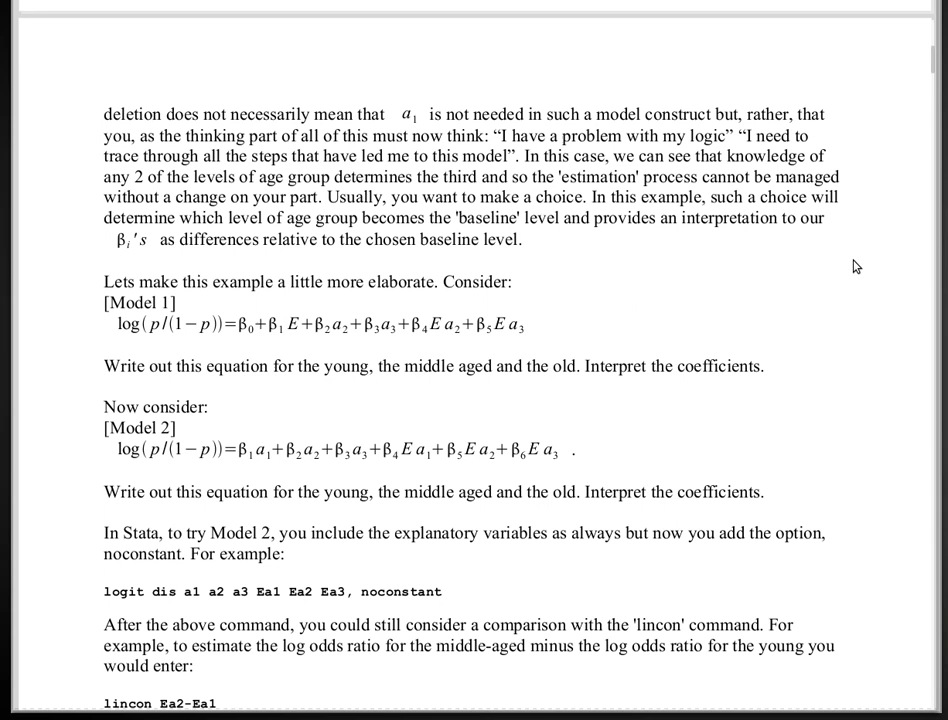 deletion does not necessarily mean that a₁ is not needed in such a model construct but, rather, that
you, as the thinking part of all of this must now think: “I have a problem with my logic” “I need to
trace through all the steps that have led me to this model”. In this case, we can see that knowledge of
any 2 of the levels of age group determines the third and so the 'estimation' process cannot be managed
without a change on your part. Usually, you want to make a choice. In this example, such a choice will
determine which level of age group becomes the 'baseline' level and provides an interpretation to our
βᵢ's as differences relative to the chosen baseline level.
Lets make this example a little more elaborate. Consider:
[Model 1]
log(p/(1−p))=β₀+β₁E+β₂a₂+β₃a₃+β₄Ea₂+β₅Ea₃
Write out this equation for the young, the middle aged and the old. Interpret the coefficients.
Now consider:
[Model 2]
log(p/(1−p))=β₁a₁+β₂a₂+β₃a₃+β₄Ea₁+β₅Ea₂+β₆Ea₃ .
Write out this equation for the young, the middle aged and the old. Interpret the coefficients.
In Stata, to try Model 2, you include the explanatory variables as always but now you add the option,
noconstant. For example:
logit dis a1 a2 a3 Ea1 Ea2 Ea3, noconstant
After the above command, you could still consider a comparison with the 'lincon' command. For
example, to estimate the log odds ratio for the middle-aged minus the log odds ratio for the young you
would enter:
lincon Ea2-Ea1